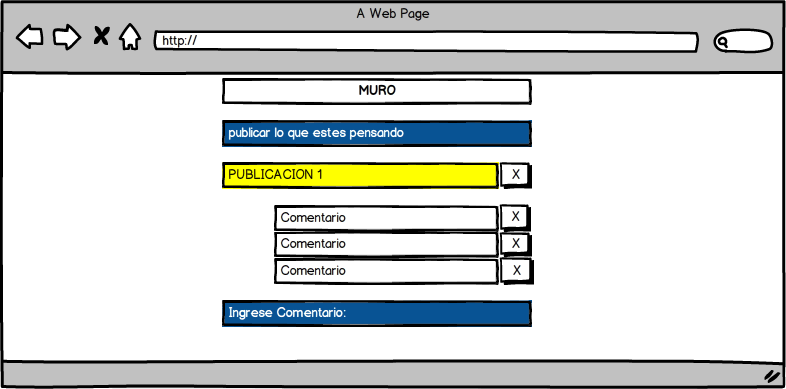 A Web Page
http://
MURO
publicar lo que estes pensando
PUBLICACION 1 X
Comentario X
Comentario X
Comentario X
Ingrese Comentario: